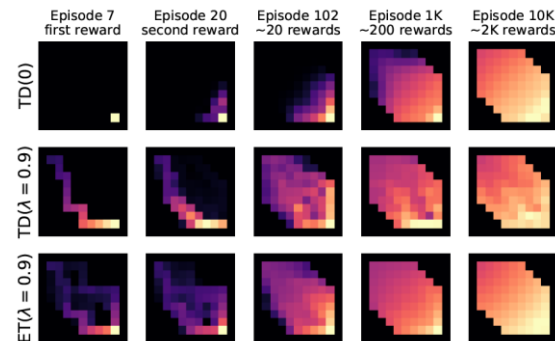 Episode 7 Episode 20 Episode 102 Episode 1K Episode 10K
first reward second reward ~20 rewards ~200 rewards ~2K rewards
TD(0)
TD(λ = 0.9)
ET(λ = 0.9)